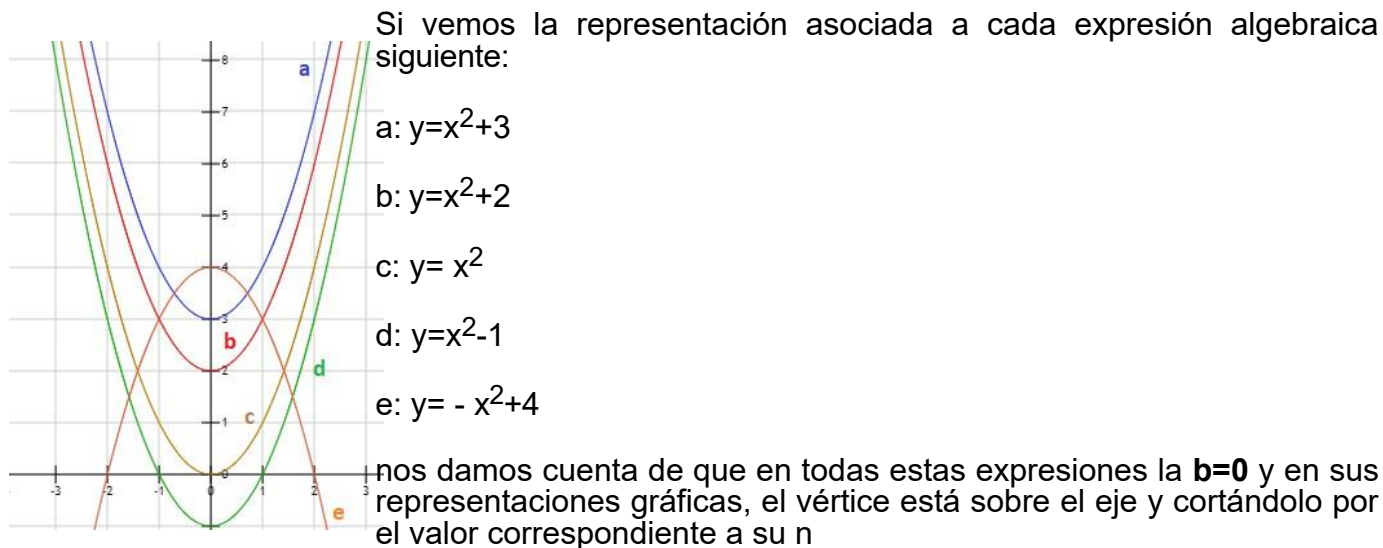 Si vemos la representación asociada a cada expresión algebraica
siguiente:
a: y=x²+3
b: y=x²+2
c: y= x²
d: y=x²-1
e: y= - x²+4
nos damos cuenta de que en todas estas expresiones la b=0 y en sus
representaciones gráficas, el vértice está sobre el eje y cortándolo por
el valor correspondiente a su n
8
a
7
6
5
4
3
b
2
d
c
1
0
-3
-2
-1
0
1
2
3
e